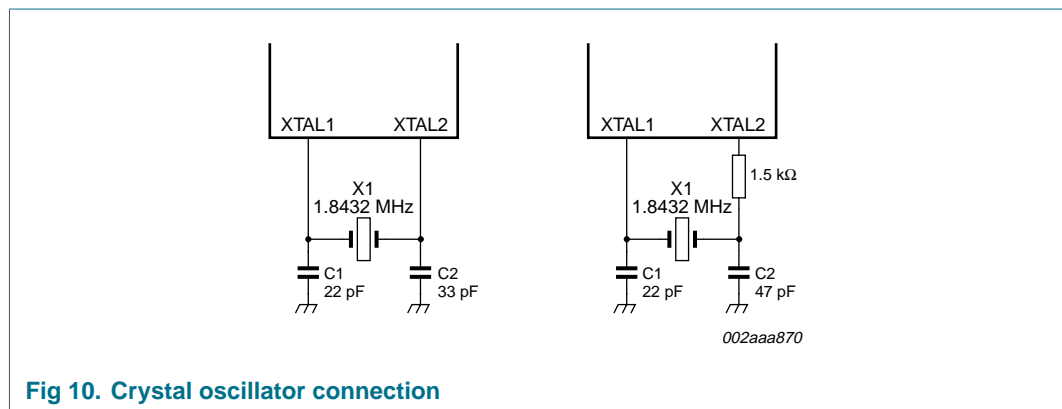 XTAL1 XTAL2
X1
1.8432 MHz
C1
22 pF
C2
33 pF
XTAL1 XTAL2
1.5 kΩ
X1
1.8432 MHz
C1
22 pF
C2
47 pF
002aaa870
Fig 10. Crystal oscillator connection